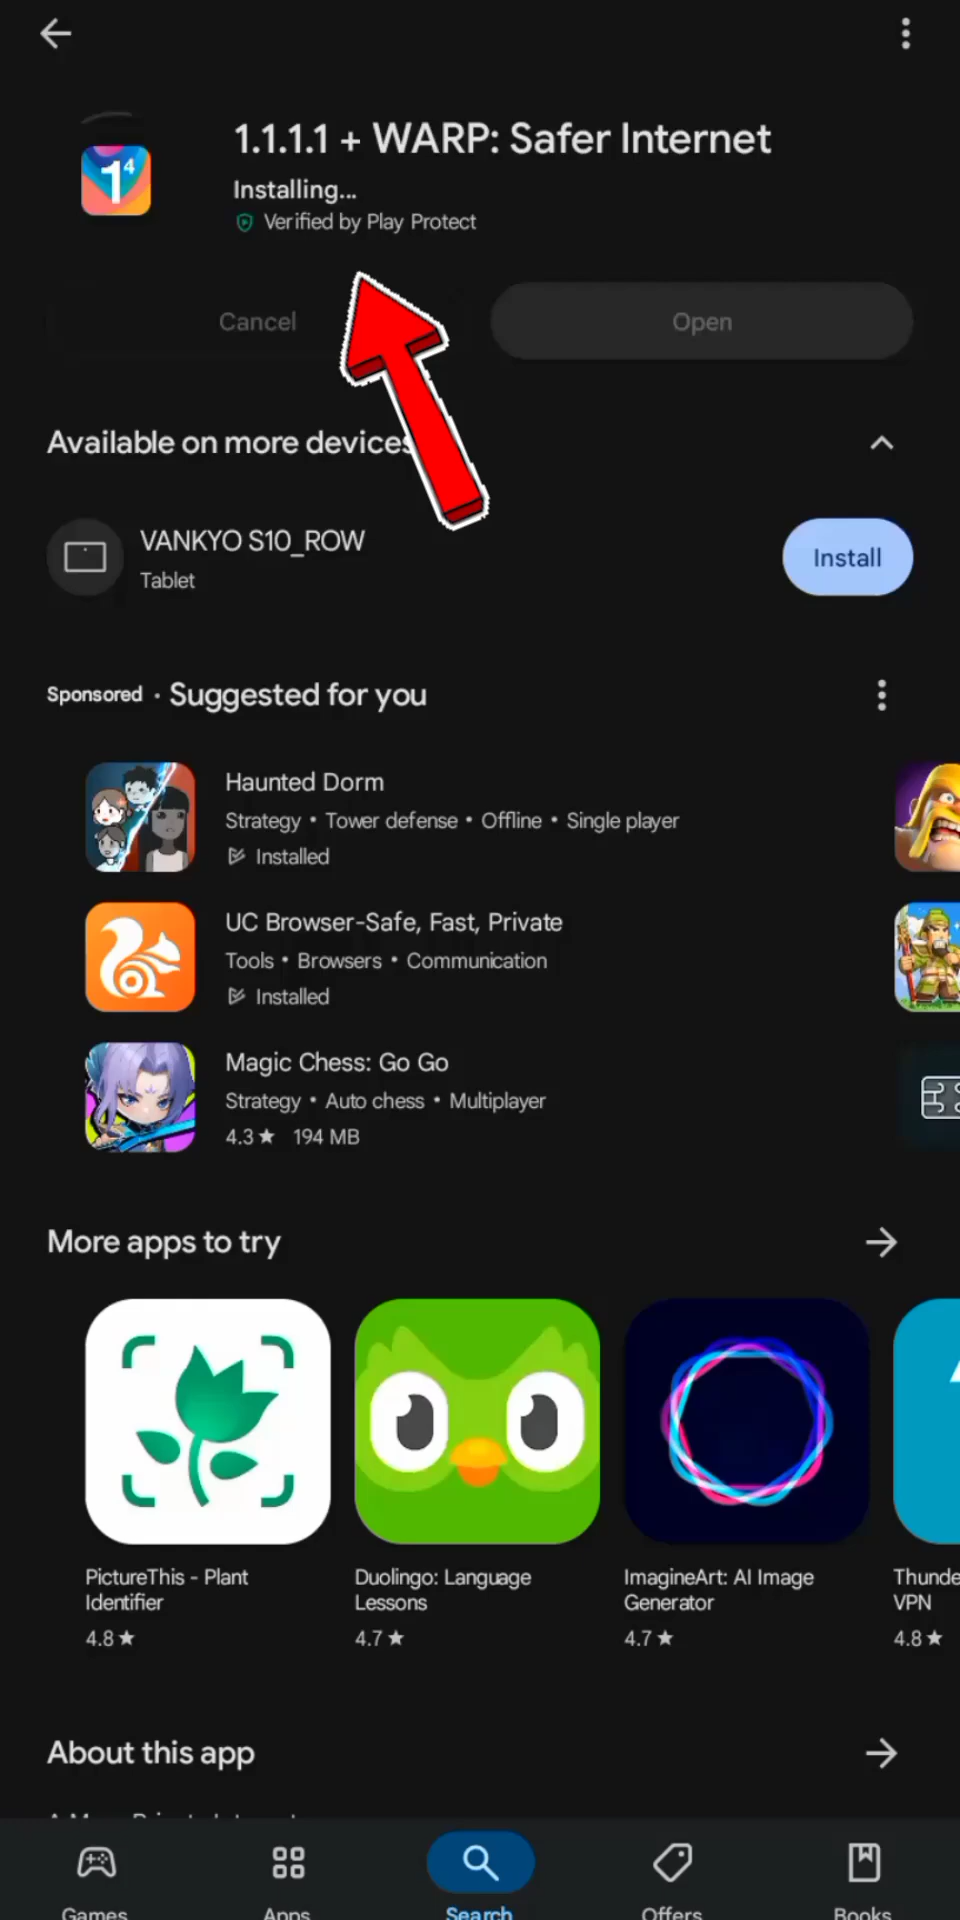 1.1.1.1 + WARP: Safer Internet
1⁴
Installing...
Verified by Play Protect
Cancel
Open
Available on more devices
VANKYO S10_ROW
Tablet
Install
Sponsored • Suggested for you
Haunted Dorm
Strategy • Tower defense • Offline • Single player
Installed
UC Browser-Safe, Fast, Private
Tools • Browsers • Communication
Installed
Magic Chess: Go Go
Strategy • Auto chess • Multiplayer
4.3★ 194 MB
More apps to try
PictureThis - Plant
Identifier
4.8★
Duolingo: Language
Lessons
4.7★
ImagineArt: AI Image
Generator
4.7★
Thunde
VPN
4.8★
About this app
Games
Apps
Search
Offers
Books